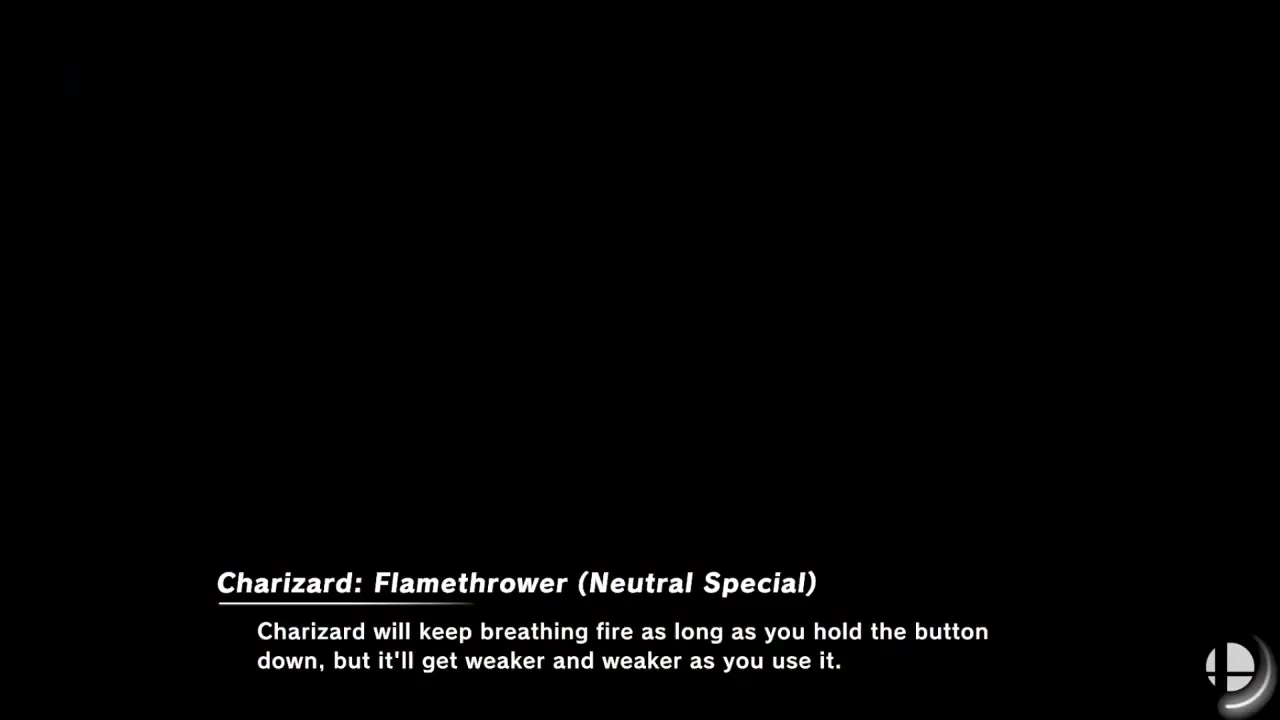 Charizard: Flamethrower (Neutral Special)
Charizard will keep breathing fire as long as you hold the button
down, but it'll get weaker and weaker as you use it.